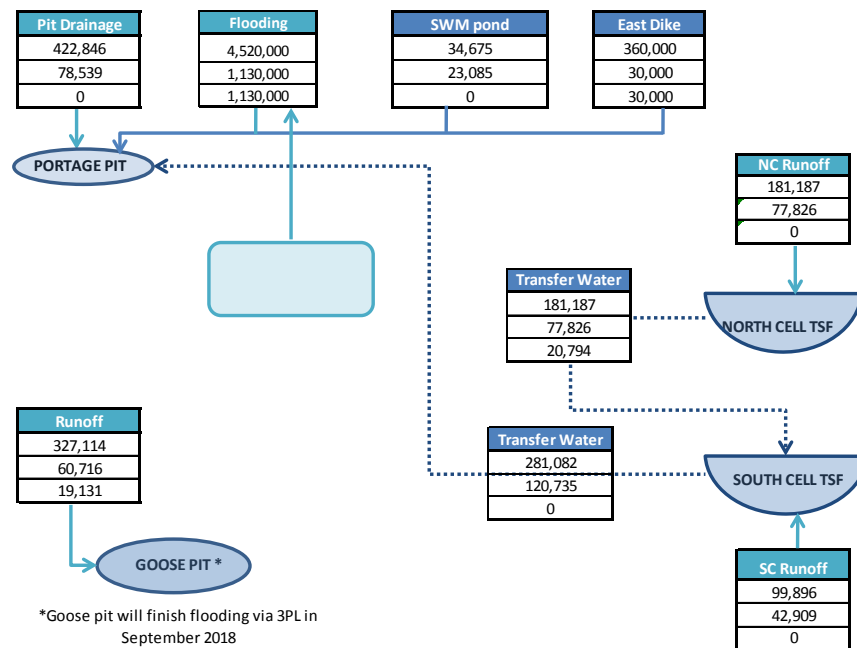 Pit Drainage
422,846
78,539
0
Flooding
4,520,000
1,130,000
1,130,000
SWM pond
34,675
23,085
0
East Dike
360,000
30,000
30,000
PORTAGE PIT
NC Runoff
181,187
77,826
0
Transfer Water
181,187
77,826
20,794
NORTH CELL TSF
Runoff
327,114
60,716
19,131
Transfer Water
281,082
120,735
0
SOUTH CELL TSF
GOOSE PIT *
SC Runoff
99,896
42,909
0
*Goose pit will finish flooding via 3PL in
September 2018